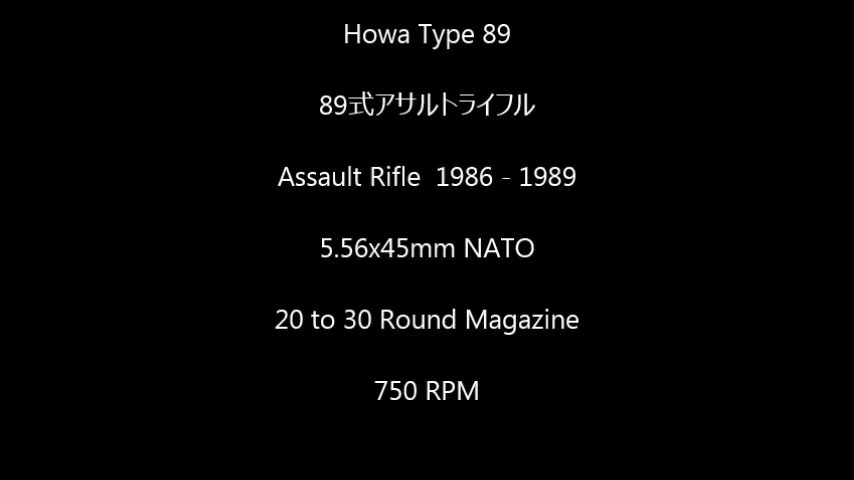 Howa Type 89
89式アサルトライフル
Assault Rifle  1986 - 1989
5.56x45mm NATO
20 to 30 Round Magazine
750 RPM